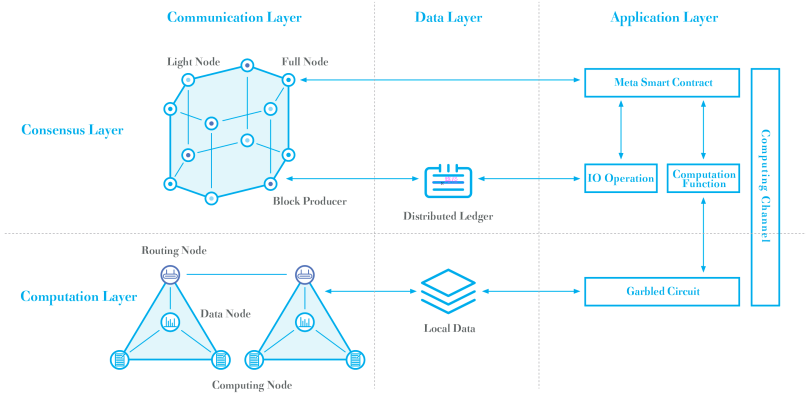 Communication Layer
Data Layer
Application Layer
Light Node
Full Node
Meta Smart Contract
Consensus Layer
IO Operation
Computation
Function
Block Producer
Distributed Ledger
Computing Channel
Routing Node
Computation Layer
Data Node
Garbled Circuit
Local Data
Computing Node